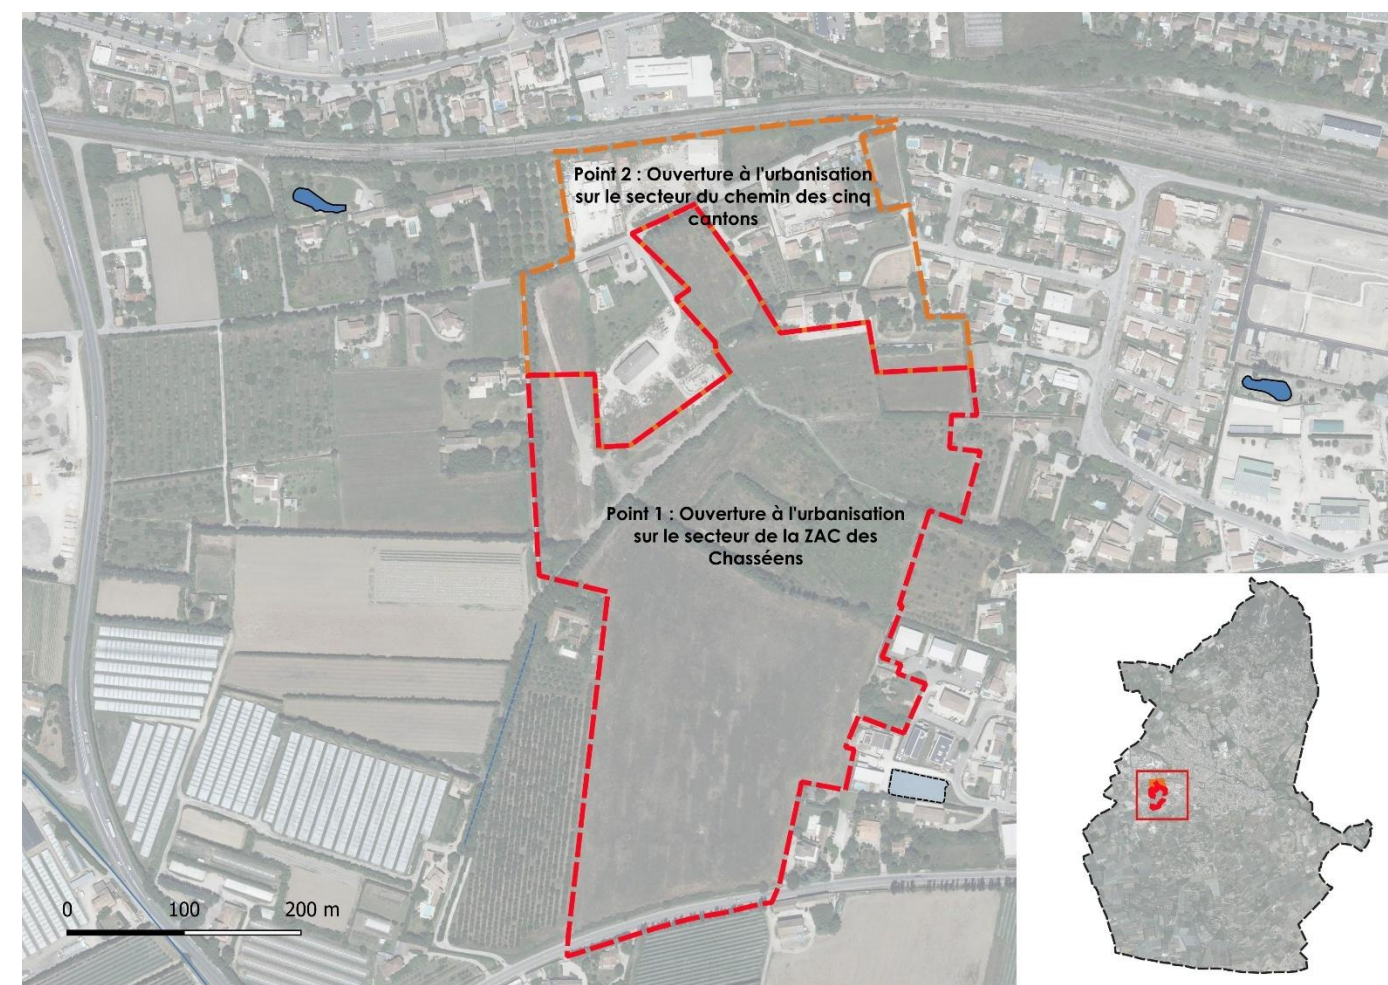 Point 2 : Ouverture à l'urbanisation
sur le secteur du chemin des cinq
cantons
Point 1 : Ouverture à l'urbanisation
sur le secteur de la ZAC des
Chasséens
0 100 200 m